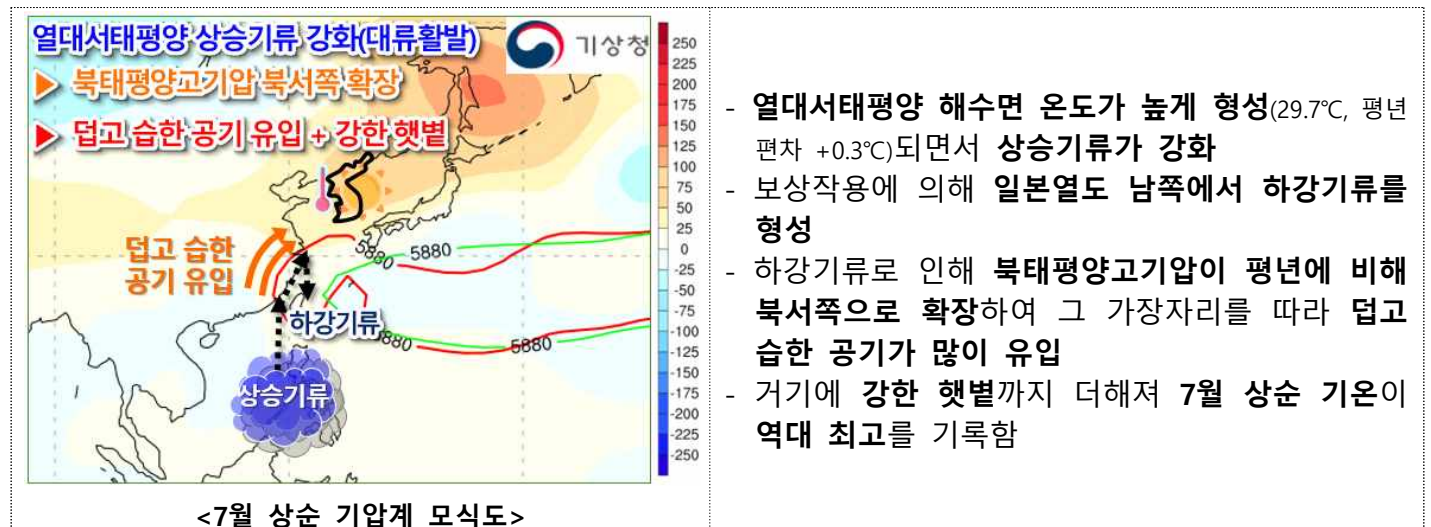 열대서태평양 상승기류 강화(대류활발)
기상청
▶ 북태평양고기압 북서쪽 확장
▶ 덥고 습한 공기 유입 + 강한 햇볕
덥고 습한
공기 유입
5880
5880
하강기류
5880
5880
상승기류
250
225
200
175
150
125
100
75
50
25
0
-25
-50
-75
-100
-125
-150
-175
-200
-225
-250
<7월 상순 기압계 모식도>
- 열대서태평양 해수면 온도가 높게 형성(29.7℃, 평년
편차 +0.3℃)되면서 상승기류가 강화
- 보상작용에 의해 일본열도 남쪽에서 하강기류를
형성
- 하강기류로 인해 북태평양고기압이 평년에 비해
북서쪽으로 확장하여 그 가장자리를 따라 덥고
습한 공기가 많이 유입
- 거기에 강한 햇볕까지 더해져 7월 상순 기온이
역대 최고를 기록함